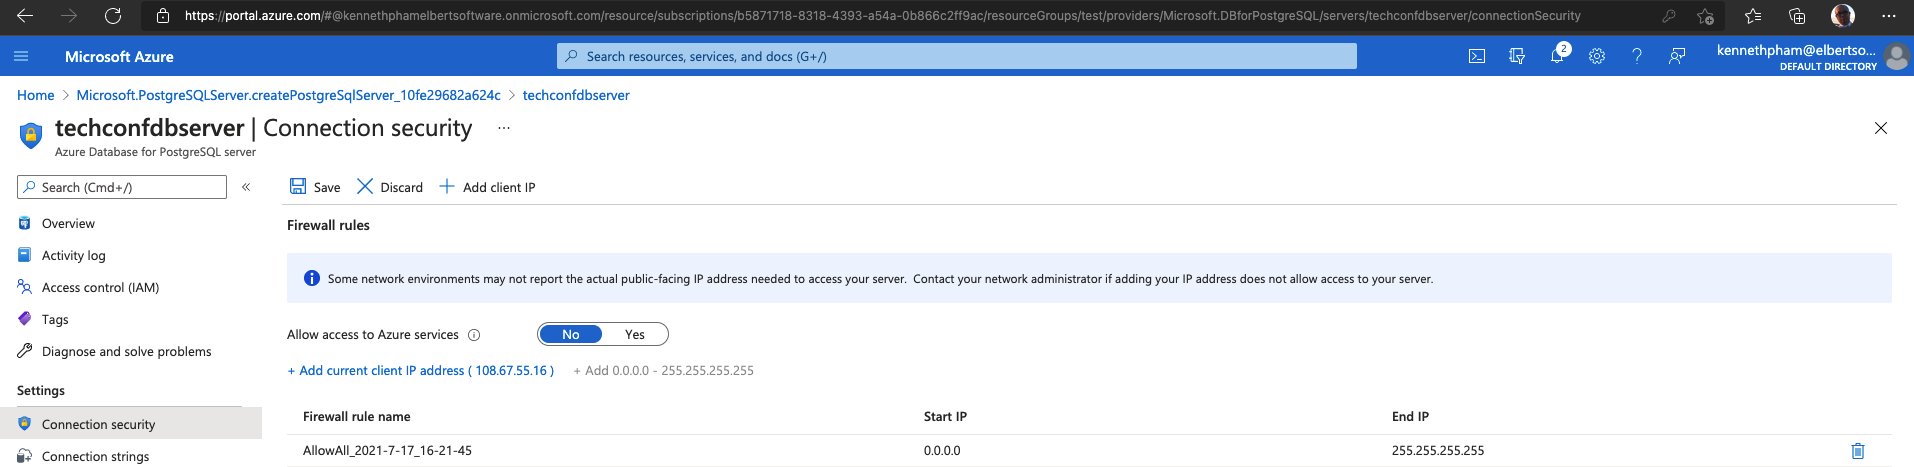 https://portal.azure.com/#@kennethphamelbertsoftware.onmicrosoft.com/resource/subscriptions/b5871718-8318-4393-a54a-0b866c2ff9ac/resourceGroups/test/providers/Microsoft.DBforPostgreSQL/servers/techconfdbserver/connectionSecurity
Microsoft Azure
Search resources, services, and docs (G+/)
2
kennethpham@elbertso...
DEFAULT DIRECTORY
Home > Microsoft.PostgreSQLServer.createPostgreSqlServer_10fe29682a624c > techconfdbserver
techconfdbserver | Connection security ...
Azure Database for PostgreSQL server
Search (Cmd+/)
«
Overview
Activity log
Access control (IAM)
Tags
Diagnose and solve problems
Settings
Connection security
Connection strings
Save Discard Add client IP
Firewall rules
Some network environments may not report the actual public-facing IP address needed to access your server. Contact your network administrator if adding your IP address does not allow access to your server.
Allow access to Azure services No Yes
+ Add current client IP address ( 108.67.55.16 ) + Add 0.0.0.0 - 255.255.255.255
Firewall rule name Start IP End IP
AllowAll_2021-7-17_16-21-45 0.0.0.0 255.255.255.255